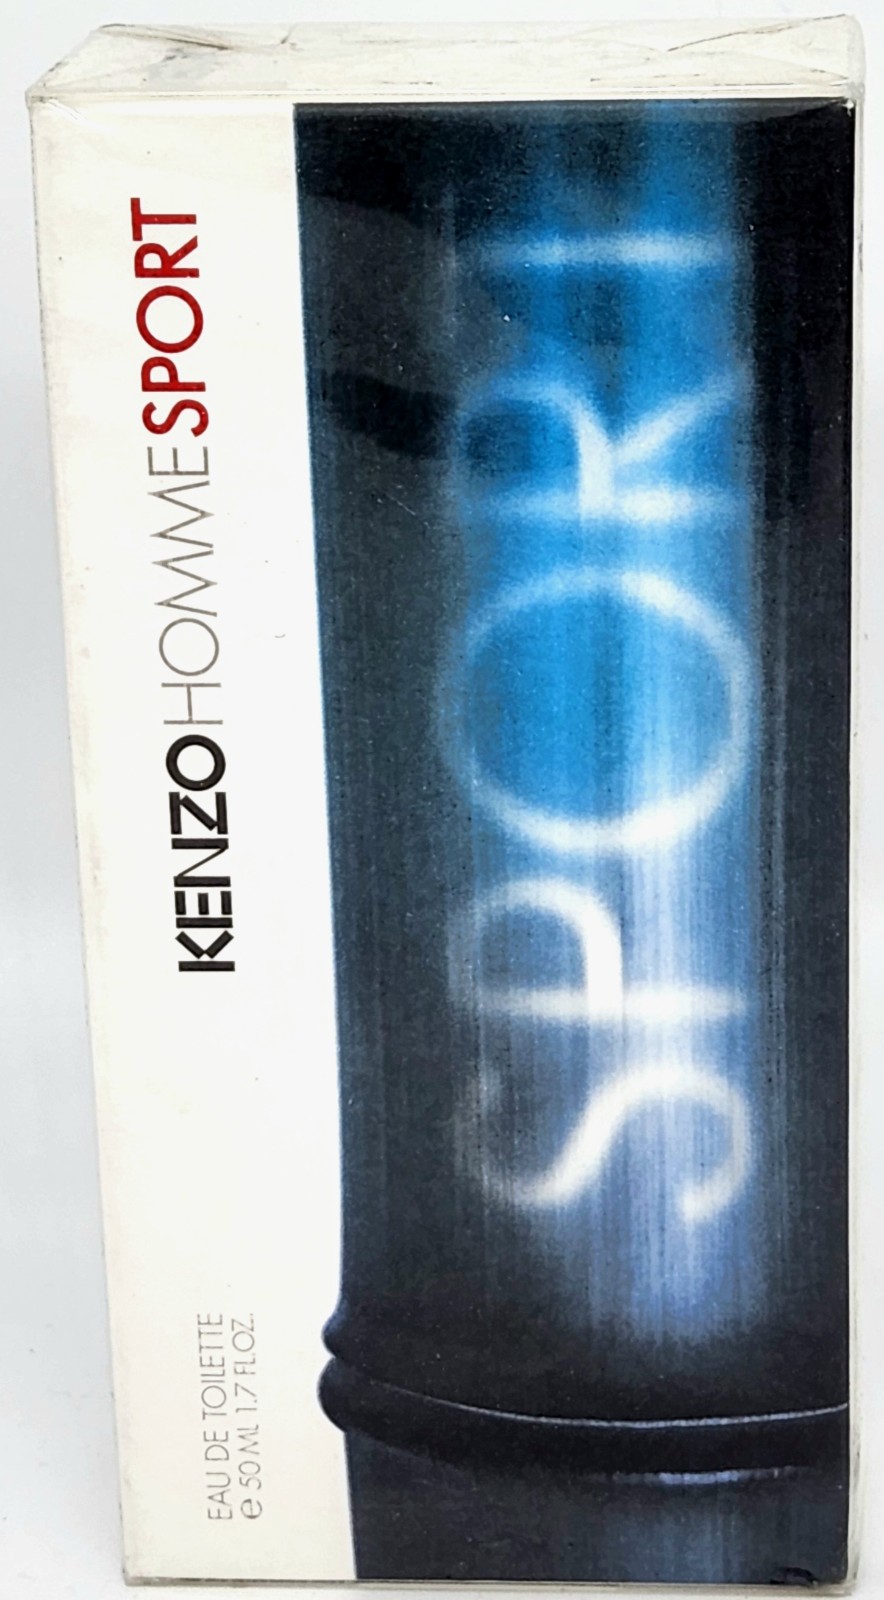 KENZOHOMMESPORT
EAU DE TOILETTE
e 50 ML 1.7 FL.OZ.
SPORT